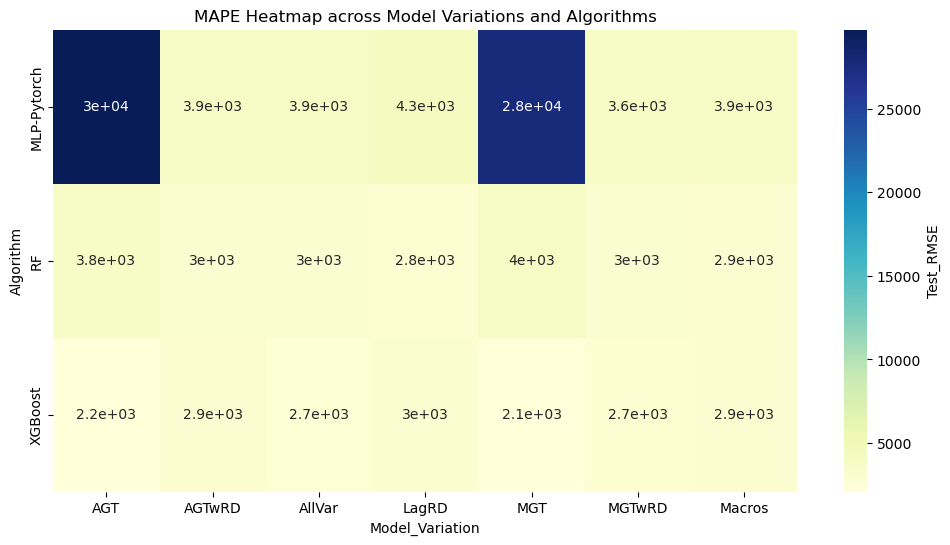 MAPE Heatmap across Model Variations and Algorithms
Algorithm
MLP-Pytorch
3e+04 3.9e+03 3.9e+03 4.3e+03 2.8e+04 3.6e+03 3.9e+03
RF
3.8e+03 3e+03 3e+03 2.8e+03 4e+03 3e+03 2.9e+03
XGBoost
2.2e+03 2.9e+03 2.7e+03 3e+03 2.1e+03 2.7e+03 2.9e+03
AGT AGTwRD AllVar LagRD MGT MGTwRD Macros
Model_Variation
25000
20000
15000
10000
5000
Test_RMSE